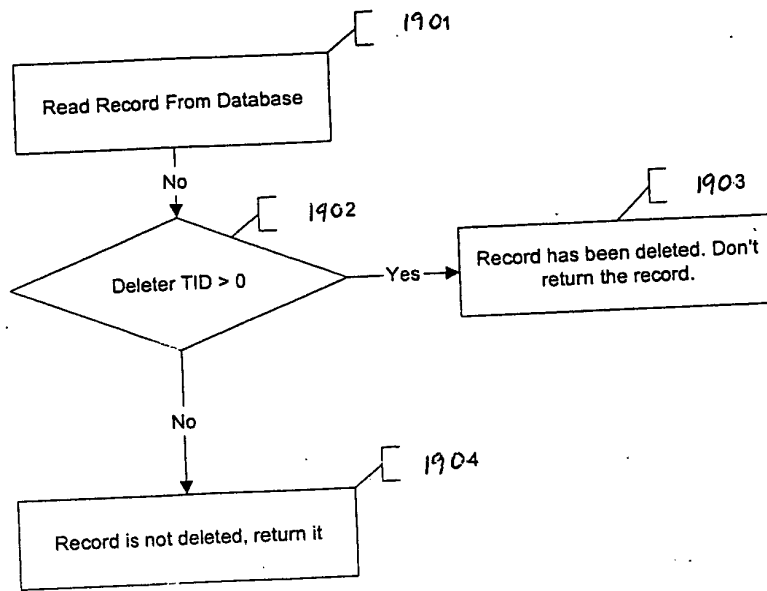 1901
Read Record From Database
No
1902
1903
Deleter TID > 0
Yes
Record has been deleted. Don't
return the record.
No
1904
Record is not deleted, return it